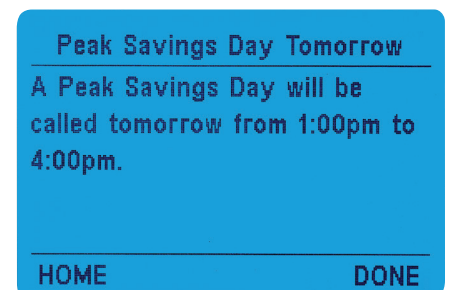 Peak Savings Day Tomorrow
A Peak Savings Day will be
called tomorrow from 1:00pm to
4:00pm.
HOME DONE